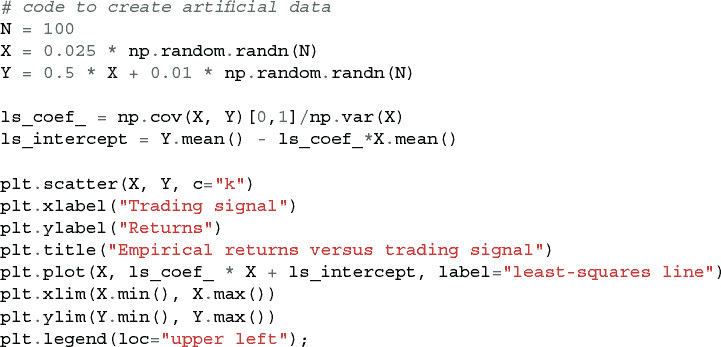 # code to create artificial data
N = 100
X = 0.025 * np.random.randn(N)
Y = 0.5 * X + 0.01 * np.random.randn(N)
ls_coef_ = np.cov(X, Y)[0,1]/np.var(X)
ls_intercept = Y.mean() - ls_coef_*X.mean()
plt.scatter(X, Y, c="k")
plt.xlabel("Trading signal")
plt.ylabel("Returns")
plt.title("Empirical returns versus trading signal")
plt.plot(X, ls_coef_ * X + ls_intercept, label="least-squares line")
plt.xlim(X.min(), X.max())
plt.ylim(Y.min(), Y.max())
plt.legend(loc="upper left");